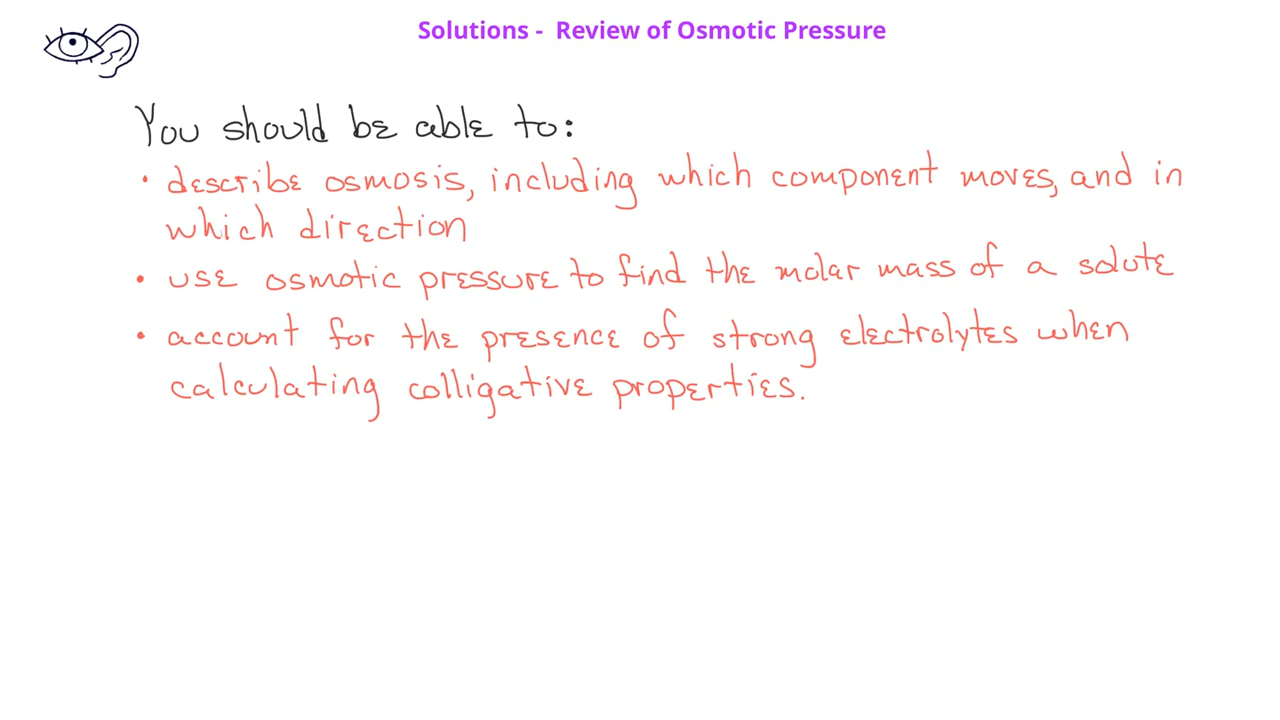 Solutions - Review of Osmotic Pressure
You should be able to:
• describe osmosis, including which component moves, and in
which direction
• use osmotic pressure to find the molar mass of a solute
• account for the presence of strong electrolytes when
calculating colligative properties.